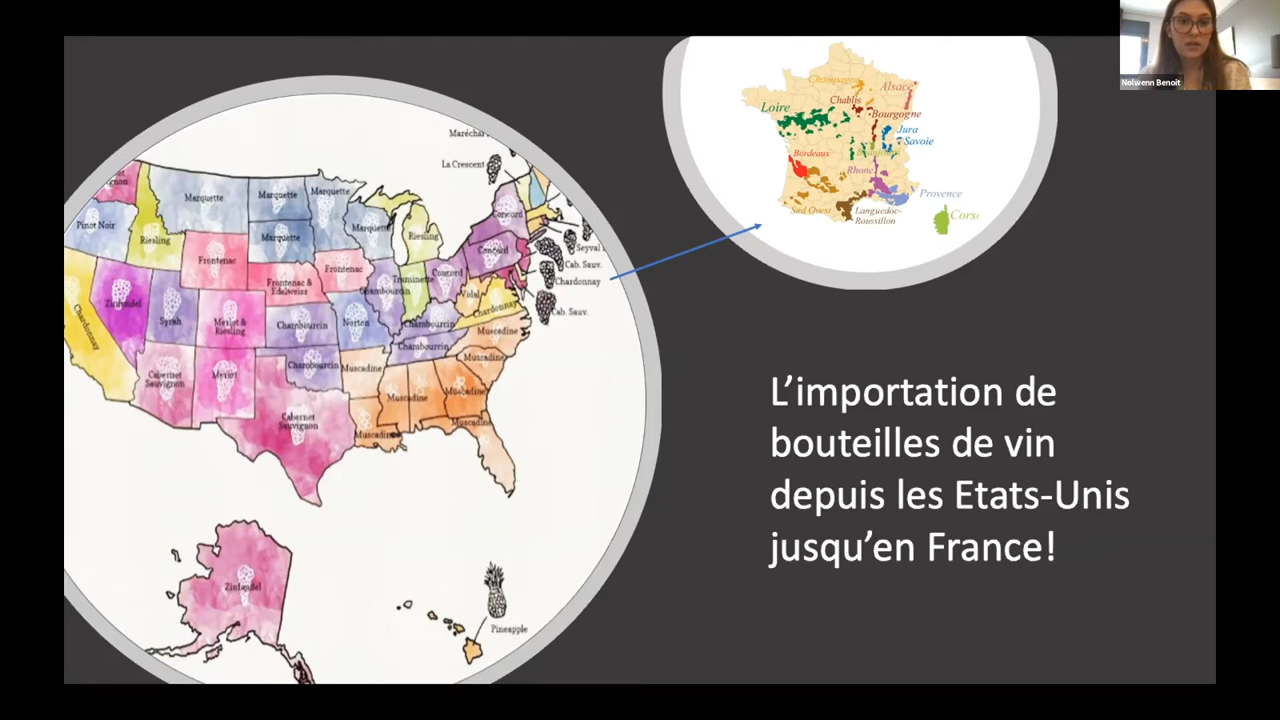 Nolwenn Benoit
Champagne
Alsace
Loire
Chablis
Bourgogne
Jura
Savoie
Bordeaux
Rhone
Provence
Sud Ouest
Languedoc-
Roussillon
Cors
La Crescent
Marquette
Marquette
Marquette
Pinot Noir
Riesling
Marquette
Marquette
Riesling
Concord
Concord
Frontenac
Frontenac
Frontenac &
Edelweiss
Concord
Cab. Sauv.
Chardonnay
Cab. Sauv.
Zinfandel
Syrah
Merlot &
Riesling
Chambourcin
Norton
Chambourcin
Vidal
Chardonnay
Chardonnay
Chambourcin
Chambourcin
Muscadine
Muscadine
Cabernet
Sauvignon
Merlot
Chambourcin
Muscadine
Muscadine
Muscadine
Muscadine
Muscadine
Cabernet
Sauvignon
Zinfandel
Pineapple
L’importation de
bouteilles de vin
depuis les Etats-Unis
jusqu’en France!